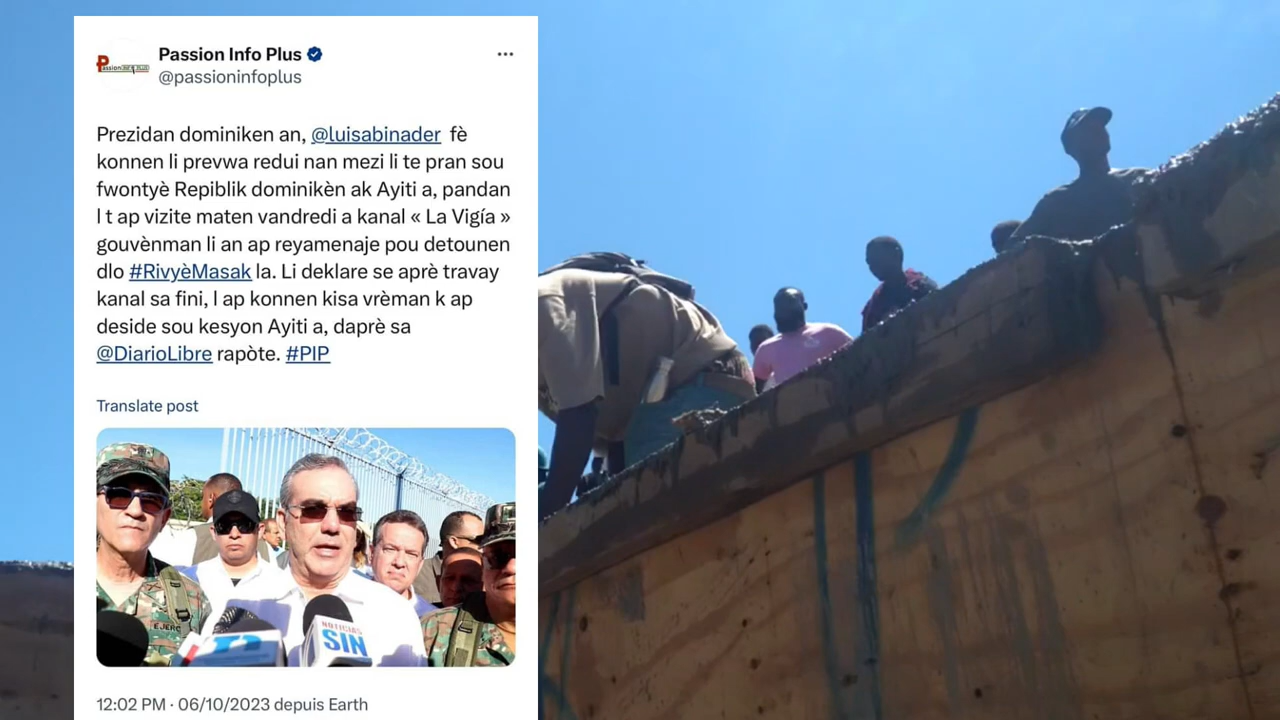 Passion Info Plus
@passioninfoplus
Prezidan dominiken an, @luisabinader fè
konnen li prevwa redui nan mezi li te pran sou
fwontyè Repiblik dominikèn ak Ayiti a, pandan
l t ap vizite maten vandredi a kanal « La Vigía »
gouvènman li an ap reyamenaje pou detounen
dlo #RivyèMasak la. Li deklare se aprè travay
kanal sa fini, l ap konnen kisa vrèman k ap
deside sou kesyon Ayiti a, daprè sa
@DiarioLibre rapòte. #PIP
Translate post
EJERC
NOTICIAS
SIN
12:02 PM · 06/10/2023 depuis Earth